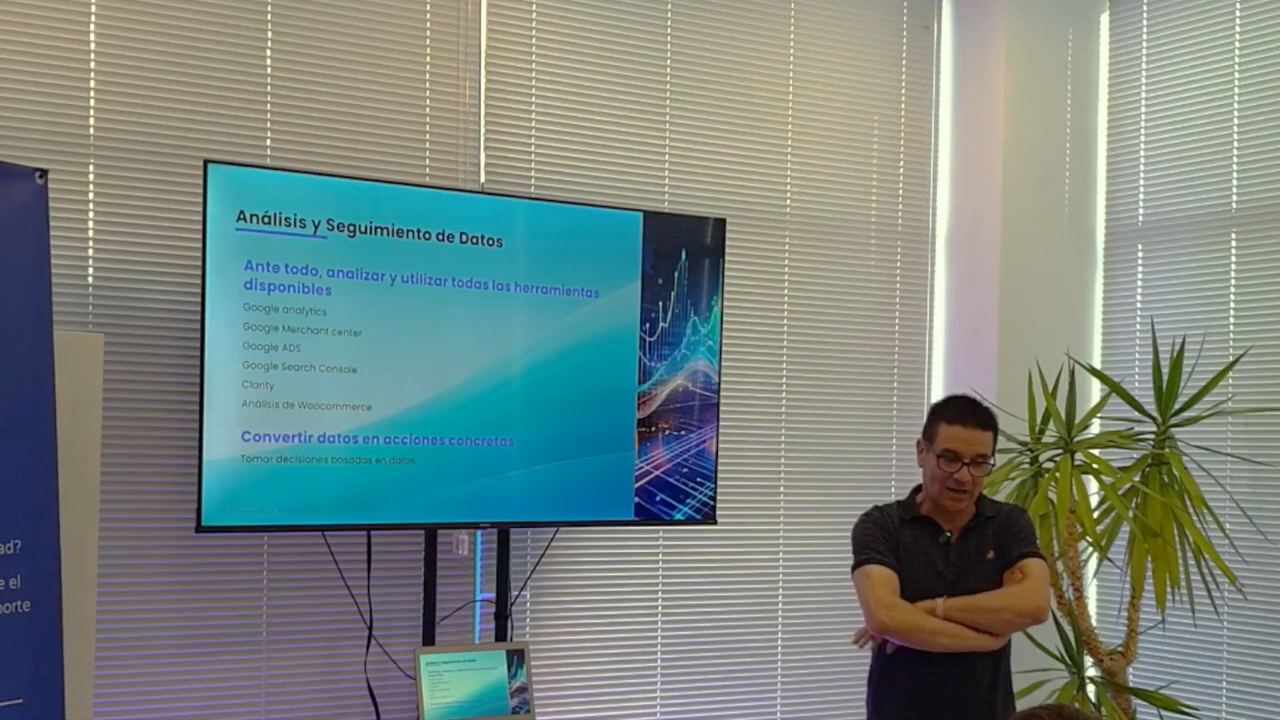 Análisis y Seguimiento de Datos
Ante todo, analizar y utilizar todas las herramientas
disponibles
Google analytics
Google Merchant center
Google ADS
Google Search Console
Clarity
Análisis de Woocommerce
Convertir datos en acciones concretas
Tomar decisiones basadas en datos
ad?
e el
porte